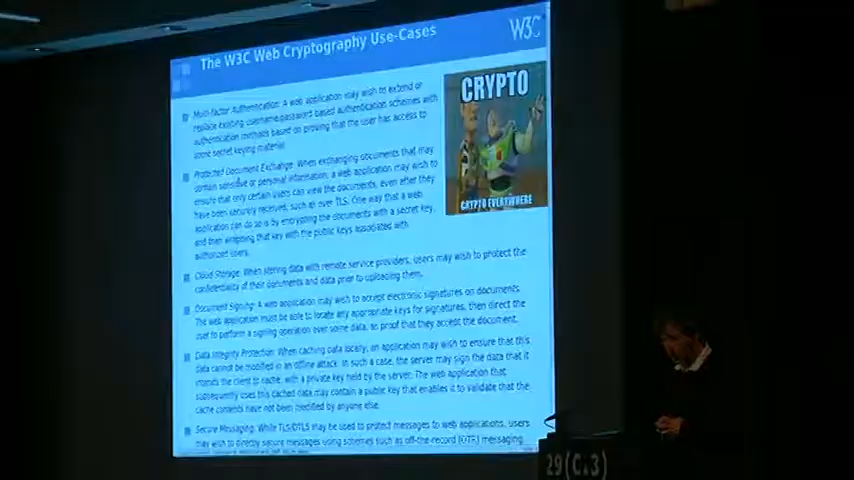 The W3C Web Cryptography Use-Cases
W3C
Multi-factor Authentication: A web application may wish to extend or
replace existing username/password based authentication schemes with
authentication methods based on proving that the user has access to
some secret keying material.
Protected Document Exchange: When exchanging documents that may
contain sensitive or personal information, a web application may wish to
ensure that only certain users can view the documents, even after they
have been securely received, such as over TLS. One way that a web
application can do so is by encrypting the documents with a secret key,
and then wrapping that key with the public keys associated with
authorized users.
CRYPTO
CRYPTO EVERYWHERE
Cloud Storage: When storing data with remote service providers, users may wish to protect the
confidentiality of their documents and data prior to uploading them.
Document Signing: A web application may wish to accept electronic signatures on documents.
The web application must be able to locate any appropriate keys for signatures, then direct the
user to perform a signing operation over some data, as proof that they accept the document.
Data Integrity Protection: When caching data locally, an application may wish to ensure that this
data cannot be modified in an offline attack. In such a case, the server may sign the data that it
intends the client to cache, with a private key held by the server. The web application that
subsequently uses this cached data may contain a public key that enables it to validate that the
cache contents have not been modified by anyone else.
Secure Messaging: While TLS/DTLS may be used to protect messages to web applications, users
may wish to directly secure messages using schemes such as off-the-record (OTR) messaging
29(C.3)